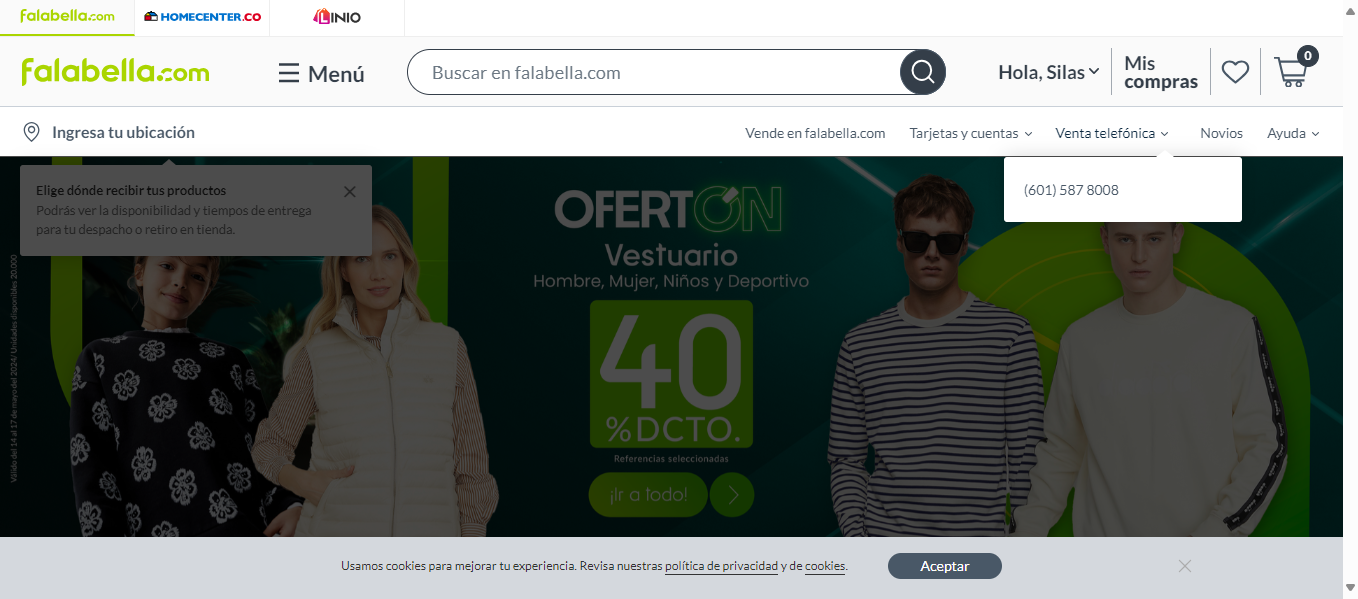 falabella.com
HOMECENTER.CO
LINIO
falabella.com
Menú
Buscar en falabella.com
Hola, Silas
Mis
compras
0
Ingresa tu ubicación
Vende en falabella.com
Tarjetas y cuentas
Venta telefónica
Novios
Ayuda
(601) 587 8008
Elige dónde recibir tus productos
Podrás ver la disponibilidad y tiempos de entrega
para tu despacho o retiro en tienda.
OFERTÓN
Vestuario
Hombre, Mujer, Niños y Deportivo
40
%DCTO.
Referencias seleccionadas
¡Ir a todo!
Válido del 14 al 17 de mayo del 2024/ Unidades disponibles 20.000
Usamos cookies para mejorar tu experiencia. Revisa nuestras política de privacidad y de cookies.
Aceptar